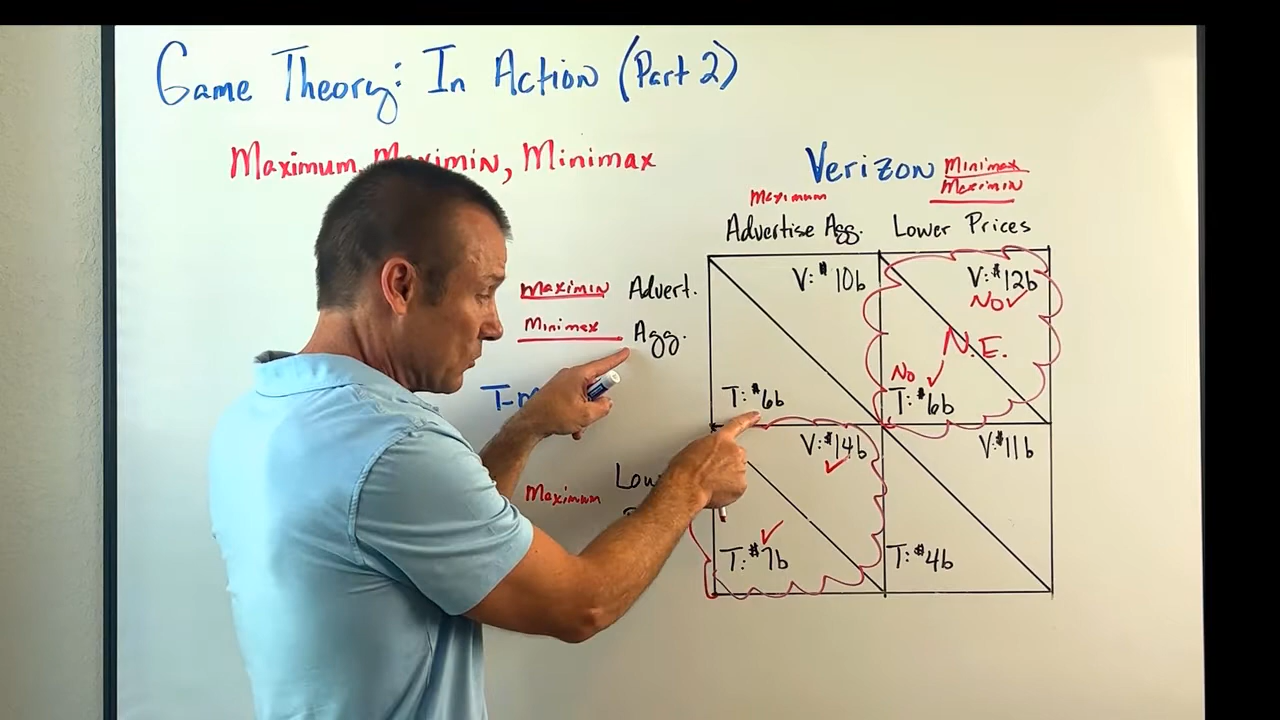 Game Theory: In Action (Part 2)
Maximum, Maximin, Minimax
Verizon
Minimax
Maximin
Maximum
Advertise Agg.
Lower Prices
Maximin
Advert.
Minimax
Agg.
V: $10b
T: $6b
V: $12b
No✓
N.E.
No
✓
T: $6b
T-m
Maximum
Low
V: $14b
✓
✓
T: $7b
V: $11b
T: $4b